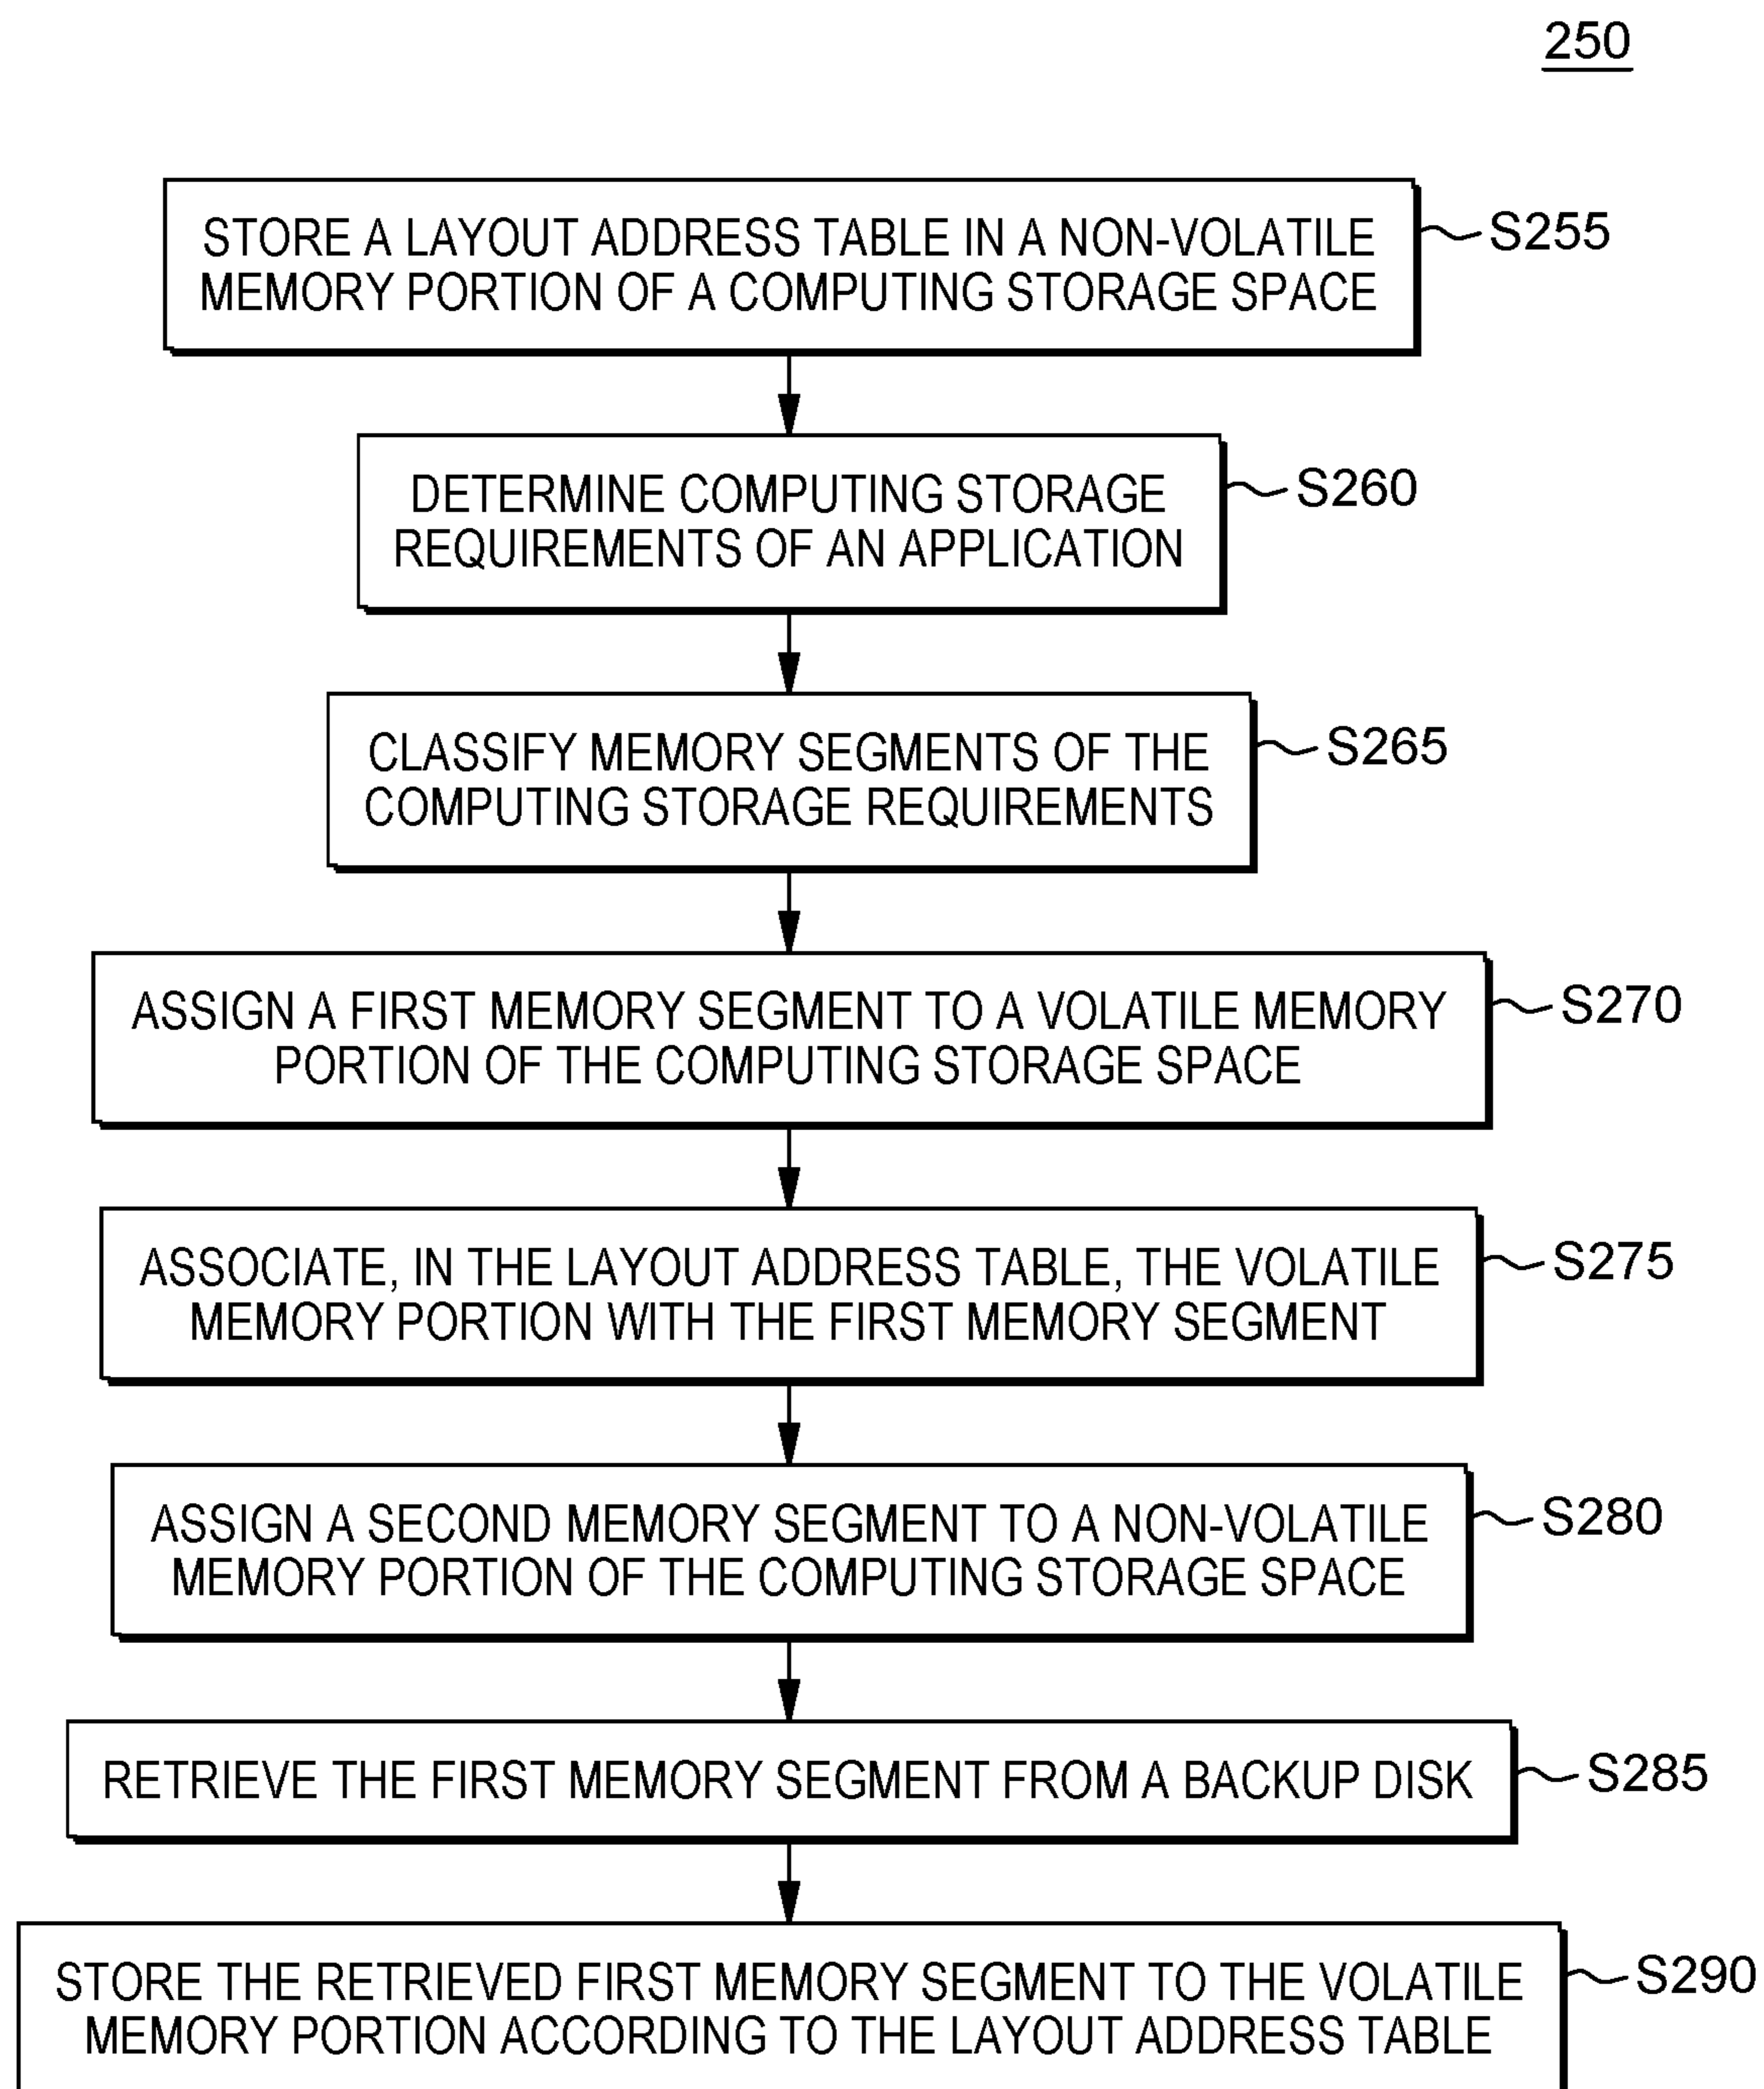 250
STORE A LAYOUT ADDRESS TABLE IN A NON-VOLATILE
MEMORY PORTION OF A COMPUTING STORAGE SPACE
S255
DETERMINE COMPUTING STORAGE
REQUIREMENTS OF AN APPLICATION
S260
CLASSIFY MEMORY SEGMENTS OF THE
COMPUTING STORAGE REQUIREMENTS
S265
ASSIGN A FIRST MEMORY SEGMENT TO A VOLATILE MEMORY
PORTION OF THE COMPUTING STORAGE SPACE
S270
ASSOCIATE, IN THE LAYOUT ADDRESS TABLE, THE VOLATILE
MEMORY PORTION WITH THE FIRST MEMORY SEGMENT
S275
ASSIGN A SECOND MEMORY SEGMENT TO A NON-VOLATILE
MEMORY PORTION OF THE COMPUTING STORAGE SPACE
S280
RETRIEVE THE FIRST MEMORY SEGMENT FROM A BACKUP DISK
S285
STORE THE RETRIEVED FIRST MEMORY SEGMENT TO THE VOLATILE
MEMORY PORTION ACCORDING TO THE LAYOUT ADDRESS TABLE
S290